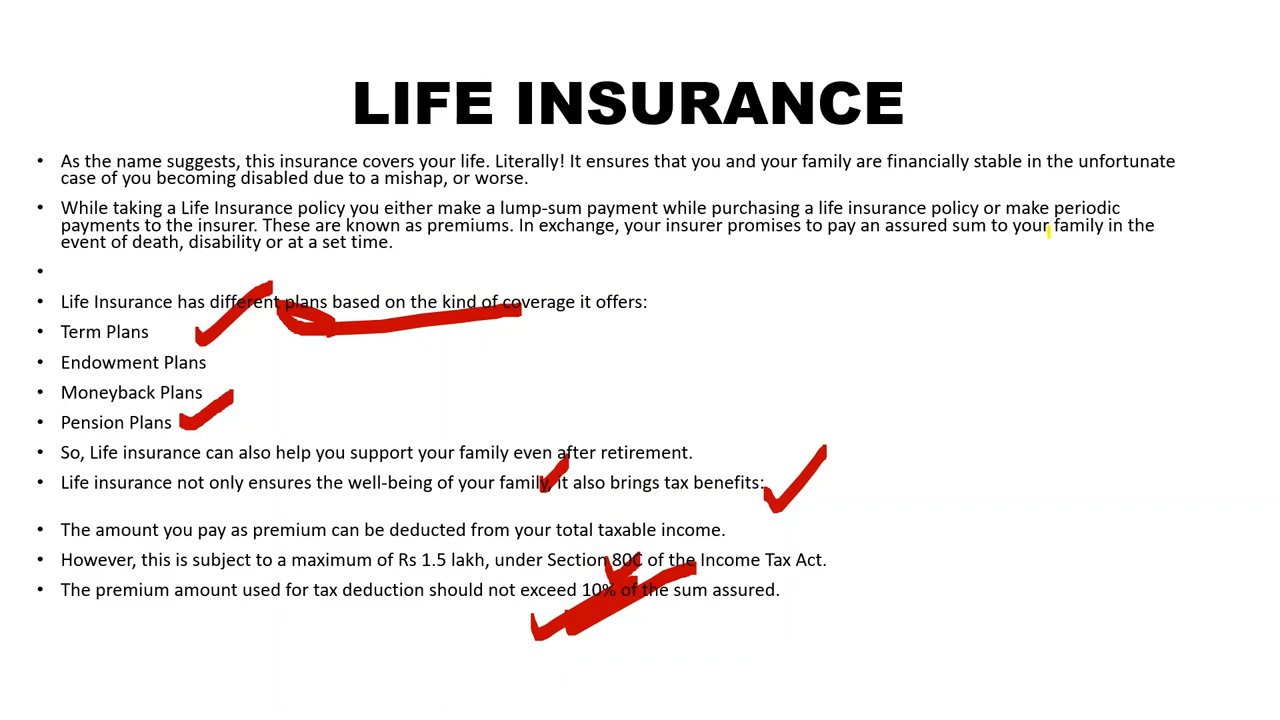 LIFE INSURANCE
• As the name suggests, this insurance covers your life. Literally! It ensures that you and your family are financially stable in the unfortunate
case of you becoming disabled due to a mishap, or worse.
• While taking a Life Insurance policy you either make a lump-sum payment while purchasing a life insurance policy or make periodic
payments to the insurer. These are known as premiums. In exchange, your insurer promises to pay an assured sum to your family in the
event of death, disability or at a set time.
•
• Life Insurance has different plans based on the kind of coverage it offers:
• Term Plans
• Endowment Plans
• Moneyback Plans
• Pension Plans
• So, Life insurance can also help you support your family even after retirement.
• Life insurance not only ensures the well-being of your family, it also brings tax benefits:
• The amount you pay as premium can be deducted from your total taxable income.
• However, this is subject to a maximum of Rs 1.5 lakh, under Section 80C of the Income Tax Act.
• The premium amount used for tax deduction should not exceed 10% of the sum assured.